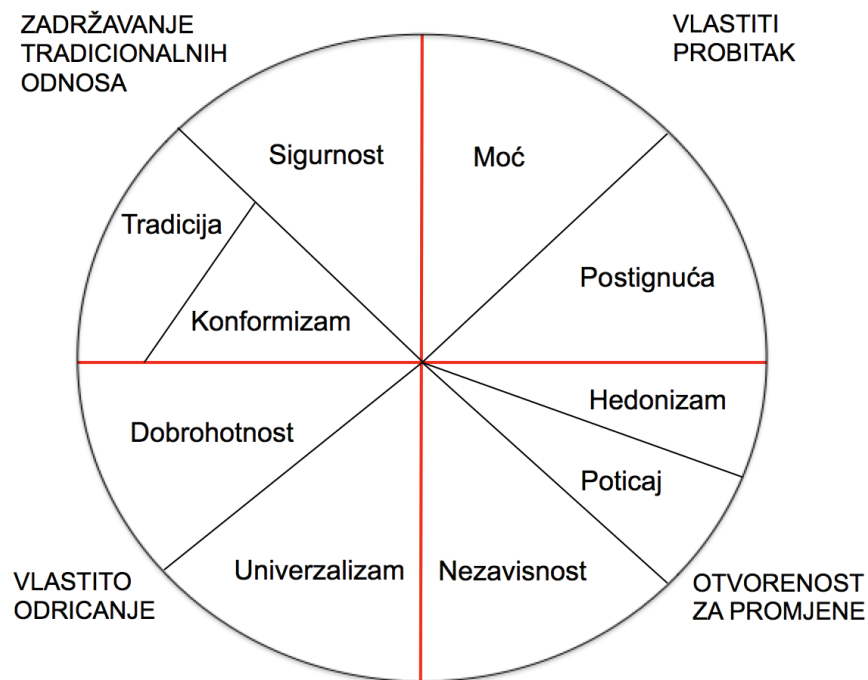 ZADRŽAVANJE
TRADICIONALNIH
ODNOSA
VLASTITI
PROBITAK
Sigurnost
Moć
Tradicija
Postignuća
Konformizam
Hedonizam
Dobrohotnost
Poticaj
Univerzalizam
Nezavisnost
VLASTITO
ODRICANJE
OTVORENOST
ZA PROMJENE